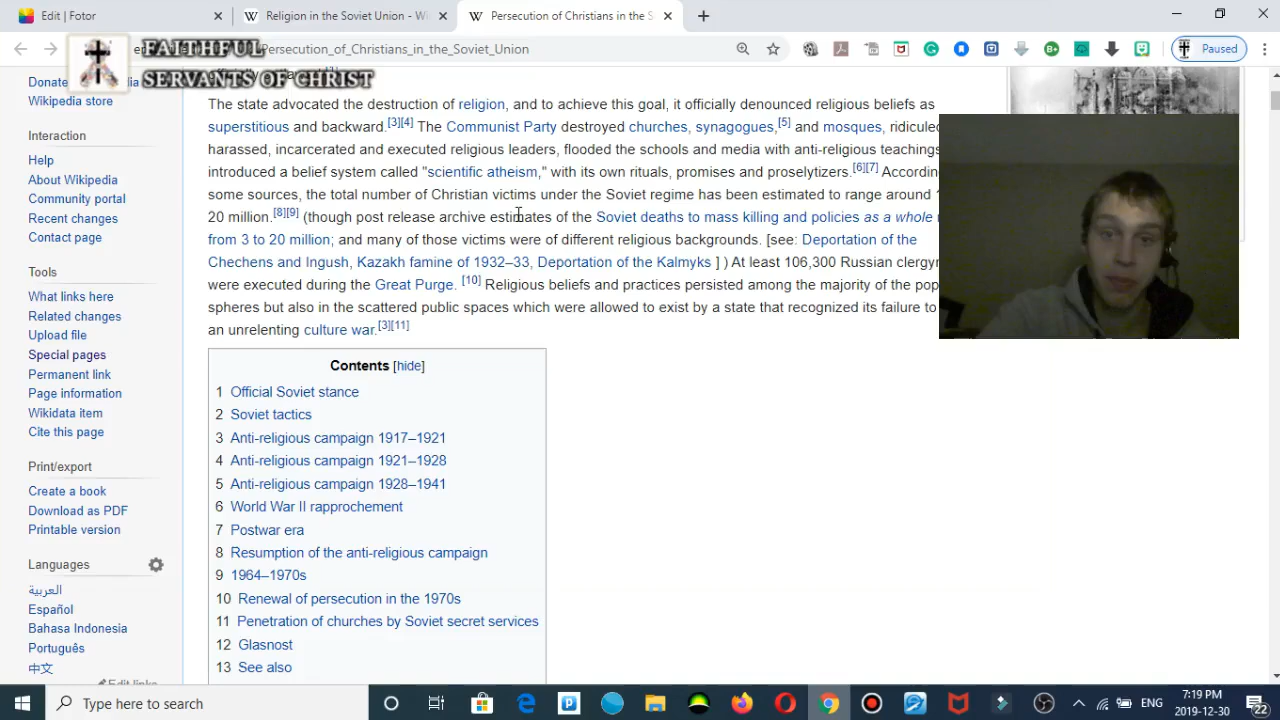 Edit | Foto
Religion in the Soviet Union - Wi
Persecution of Christians in the S
FAITHFUL
SERVANTS OF CHRIST
Persecution_of_Christians_in_the_Soviet_Union
Paused
Donate
Wikipedia store
Interaction
Help
About Wikipedia
Community portal
Recent changes
Contact page
Tools
What links here
Related changes
Upload file
Special pages
Permanent link
Page information
Wikidata item
Cite this page
Print/export
Create a book
Download as PDF
Printable version
Languages
العربية
Español
Bahasa Indonesia
Português
中文
Edit links
The state advocated the destruction of religion, and to achieve this goal, it officially denounced religious beliefs as
superstitious and backward.[3][4] The Communist Party destroyed churches, synagogues,[5] and mosques, ridiculed
harassed, incarcerated and executed religious leaders, flooded the schools and media with anti-religious teachings
introduced a belief system called "scientific atheism," with its own rituals, promises and proselytizers.[6][7]
some sources, the total number of Christian victims under the Soviet regime has been estimated to range around
20 million.[8][9] (though post release archive estimates of the Soviet deaths to mass killing and policies as a whole
from 3 to 20 million; and many of those victims were of different religious backgrounds. [see: Deportation of the
Chechens and Ingush, Kazakh famine of 1932–33, Deportation of the Kalmyks ] ) At least 106,300 Russian
were executed during the Great Purge. [10] Religious beliefs and practices persisted among the majority of the
spheres but also in the scattered public spaces which were allowed to exist by a state that recognized its failure to
an unrelenting culture war.[3][11]
Contents [hide]
1 Official Soviet stance
2 Soviet tactics
3 Anti-religious campaign 1917–1921
4 Anti-religious campaign 1921–1928
5 Anti-religious campaign 1928–1941
6 World War II rapprochement
7 Postwar era
8 Resumption of the anti-religious campaign
9 1964–1970s
10 Renewal of persecution in the 1970s
11 Penetration of churches by Soviet secret services
12 Glasnost
13 See also
Type here to search
ENG
7:19 PM
2019-12-30
22